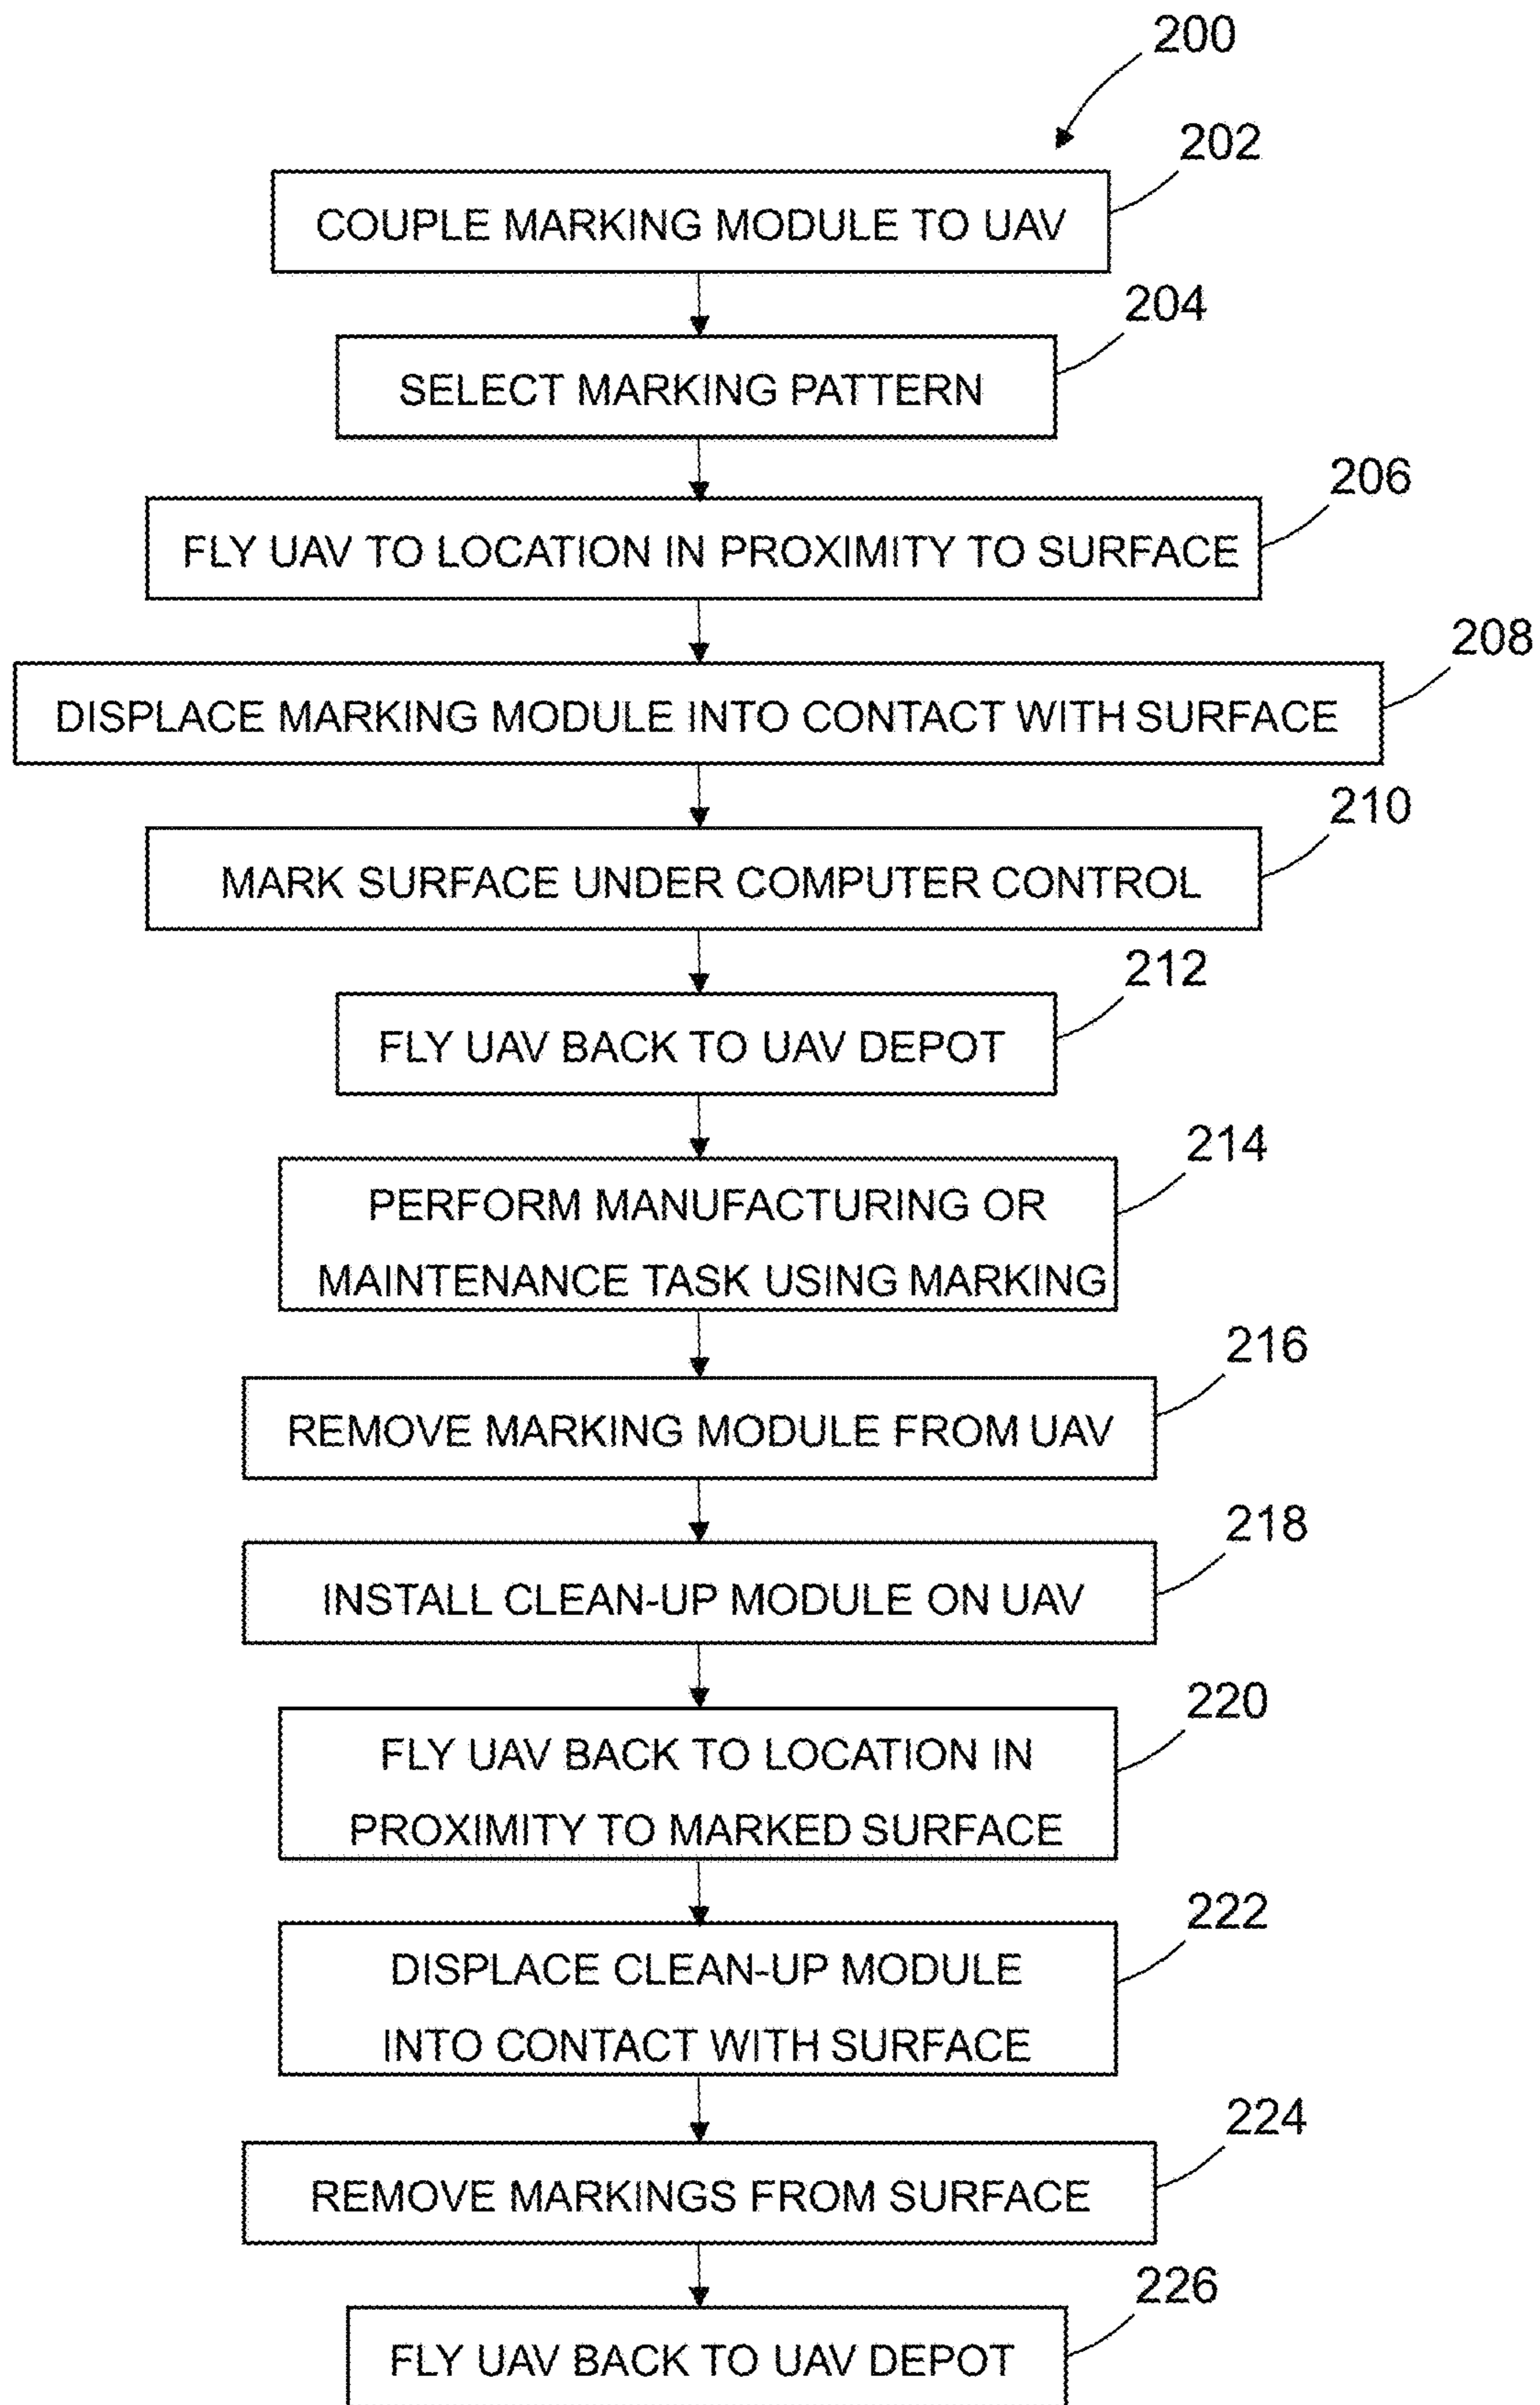 200
202
COUPLE MARKING MODULE TO UAV
204
SELECT MARKING PATTERN
206
FLY UAV TO LOCATION IN PROXIMITY TO SURFACE
208
DISPLACE MARKING MODULE INTO CONTACT WITH SURFACE
210
MARK SURFACE UNDER COMPUTER CONTROL
212
FLY UAV BACK TO UAV DEPOT
214
PERFORM MANUFACTURING OR
MAINTENANCE TASK USING MARKING
216
REMOVE MARKING MODULE FROM UAV
218
INSTALL CLEAN-UP MODULE ON UAV
220
FLY UAV BACK TO LOCATION IN
PROXIMITY TO MARKED SURFACE
222
DISPLACE CLEAN-UP MODULE
INTO CONTACT WITH SURFACE
224
REMOVE MARKINGS FROM SURFACE
226
FLY UAV BACK TO UAV DEPOT